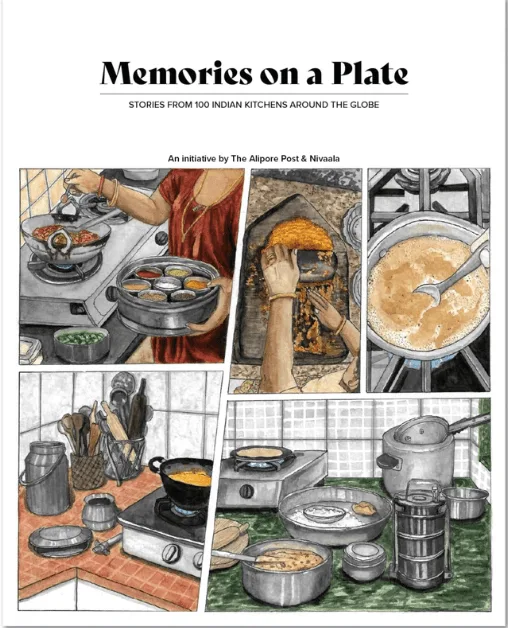 Memories on a Plate
STORIES FROM 100 INDIAN KITCHENS AROUND THE GLOBE
An initiative by The Alipore Post & Nivaala